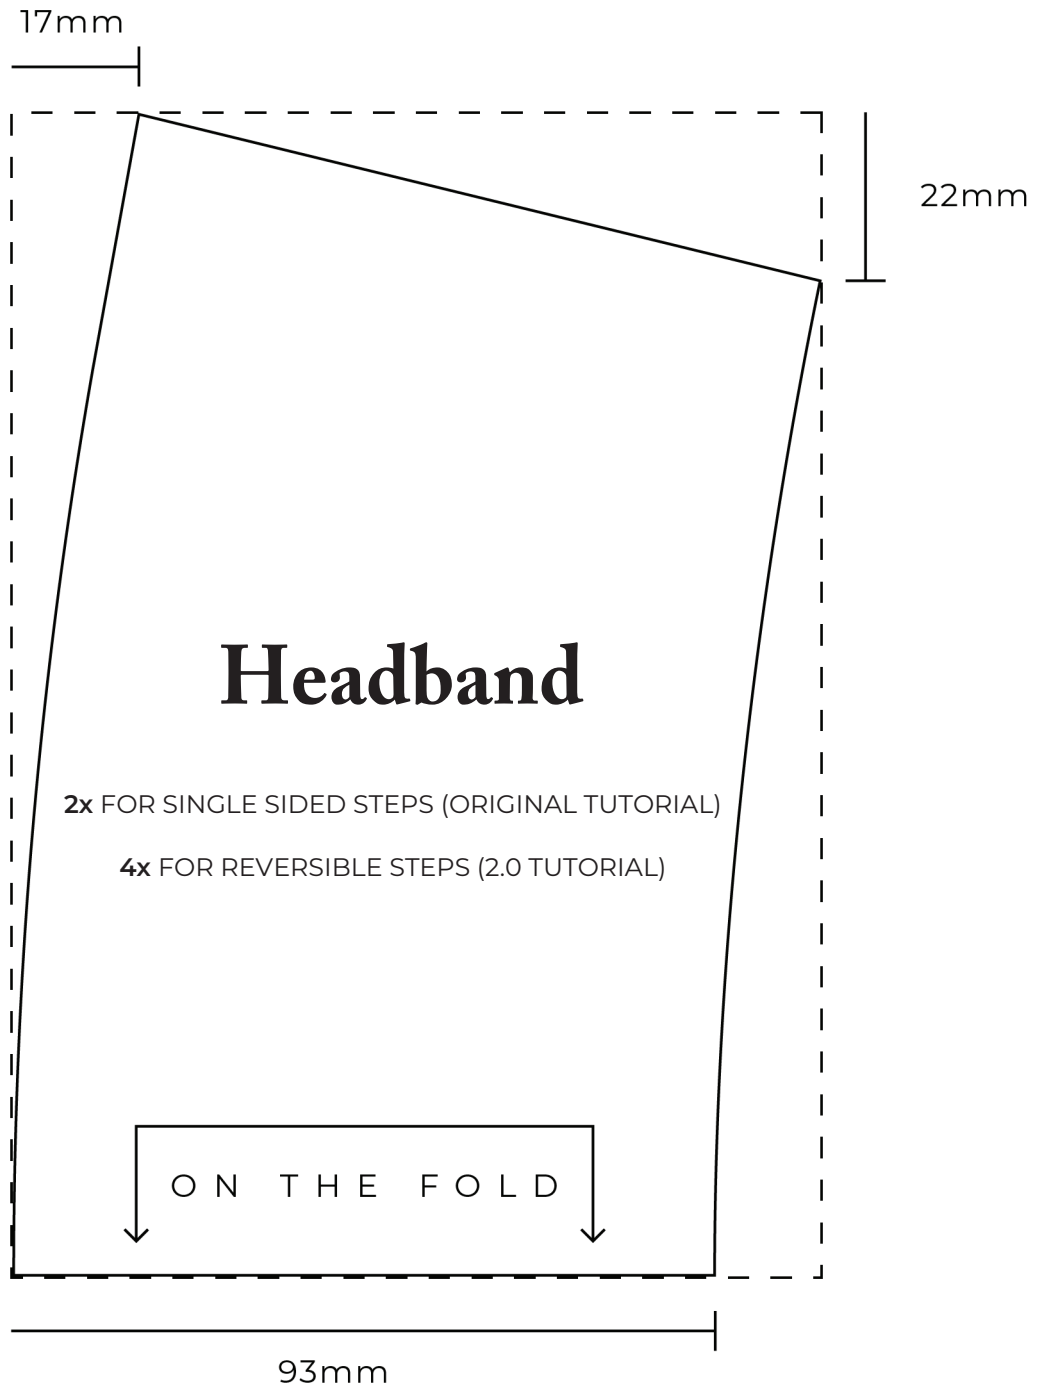 17mm
22mm
Headband
2x FOR SINGLE SIDED STEPS (ORIGINAL TUTORIAL)
4x FOR REVERSIBLE STEPS (2.0 TUTORIAL)
ON THE FOLD
93mm